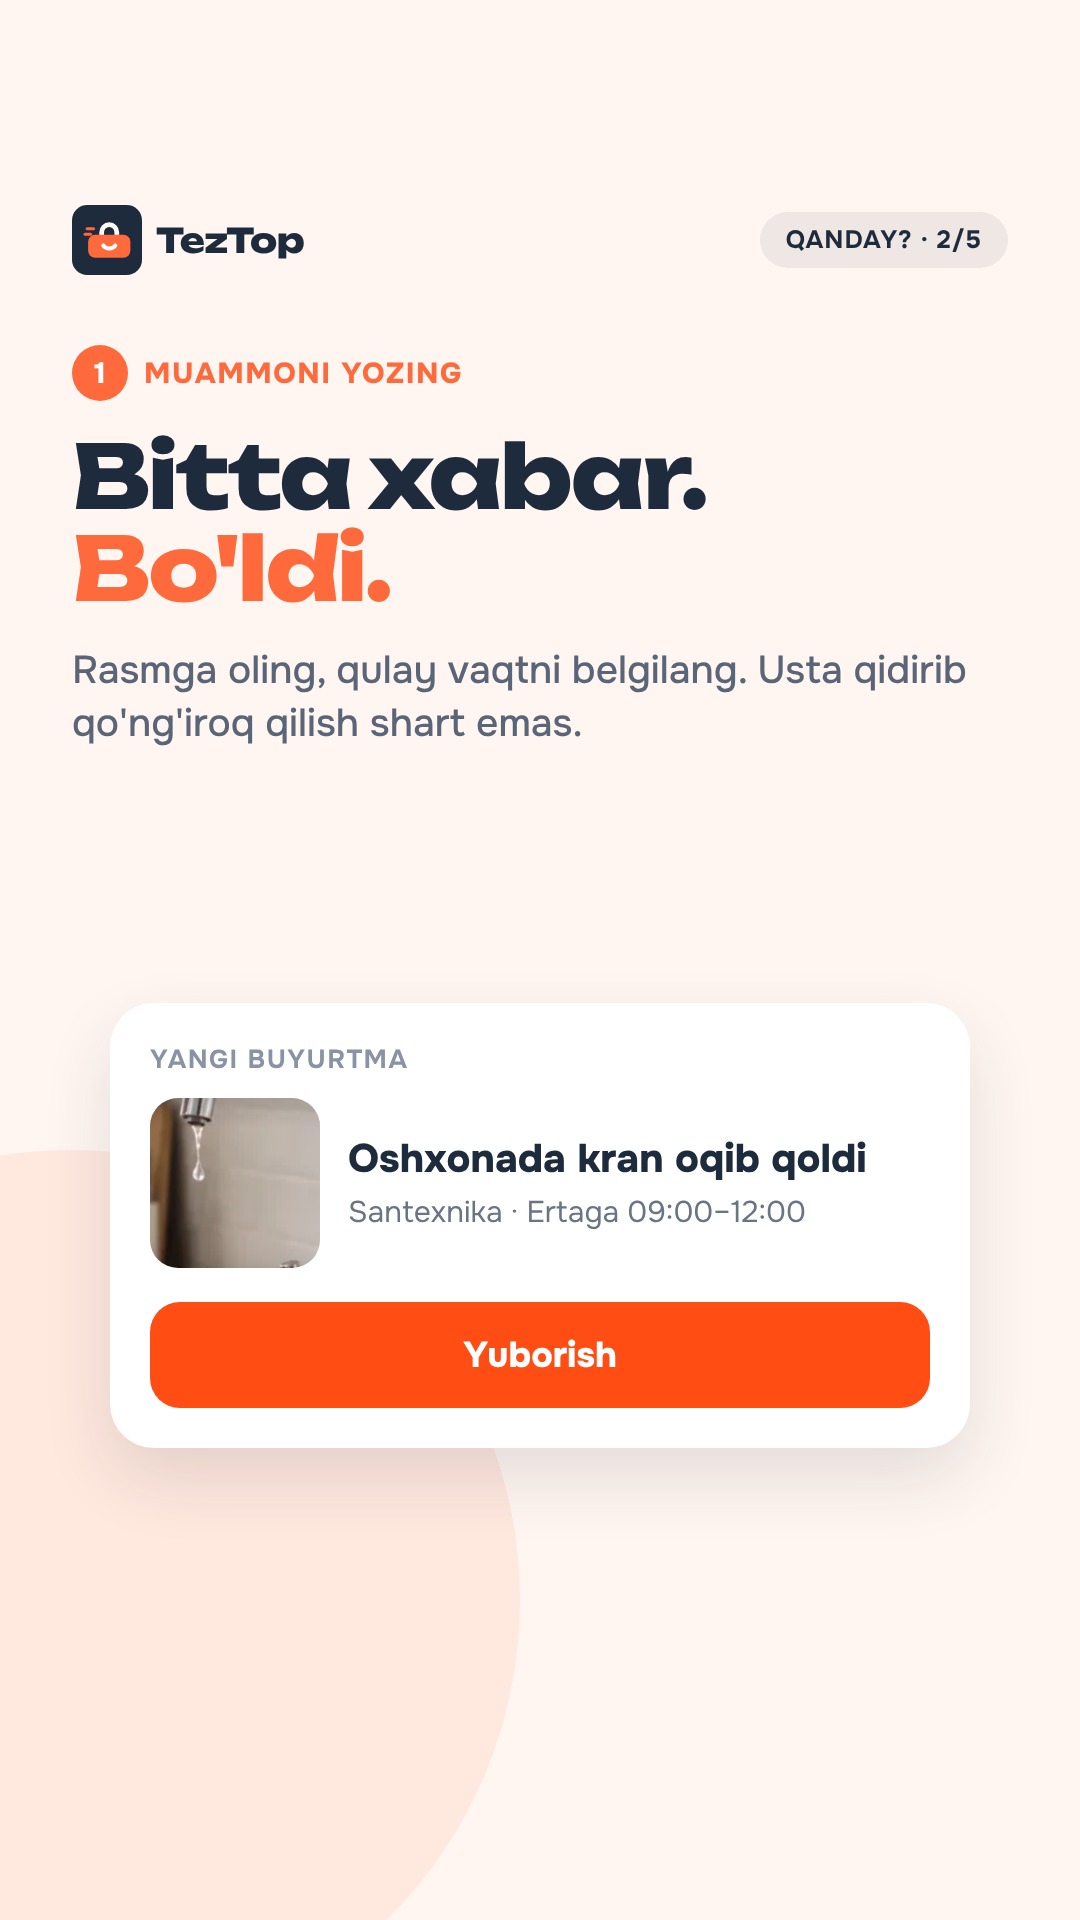 TezTop
QANDAY? · 2/5
1 MUAMMONI YOZING
Bitta xabar.
Bo'ldi.
Rasmga oling, qulay vaqtni belgilang. Usta qidirib
qo'ng'iroq qilish shart emas.
YANGI BUYURTMA
Oshxonada kran oqib qoldi
Santexnika · Ertaga 09:00–12:00
Yuborish